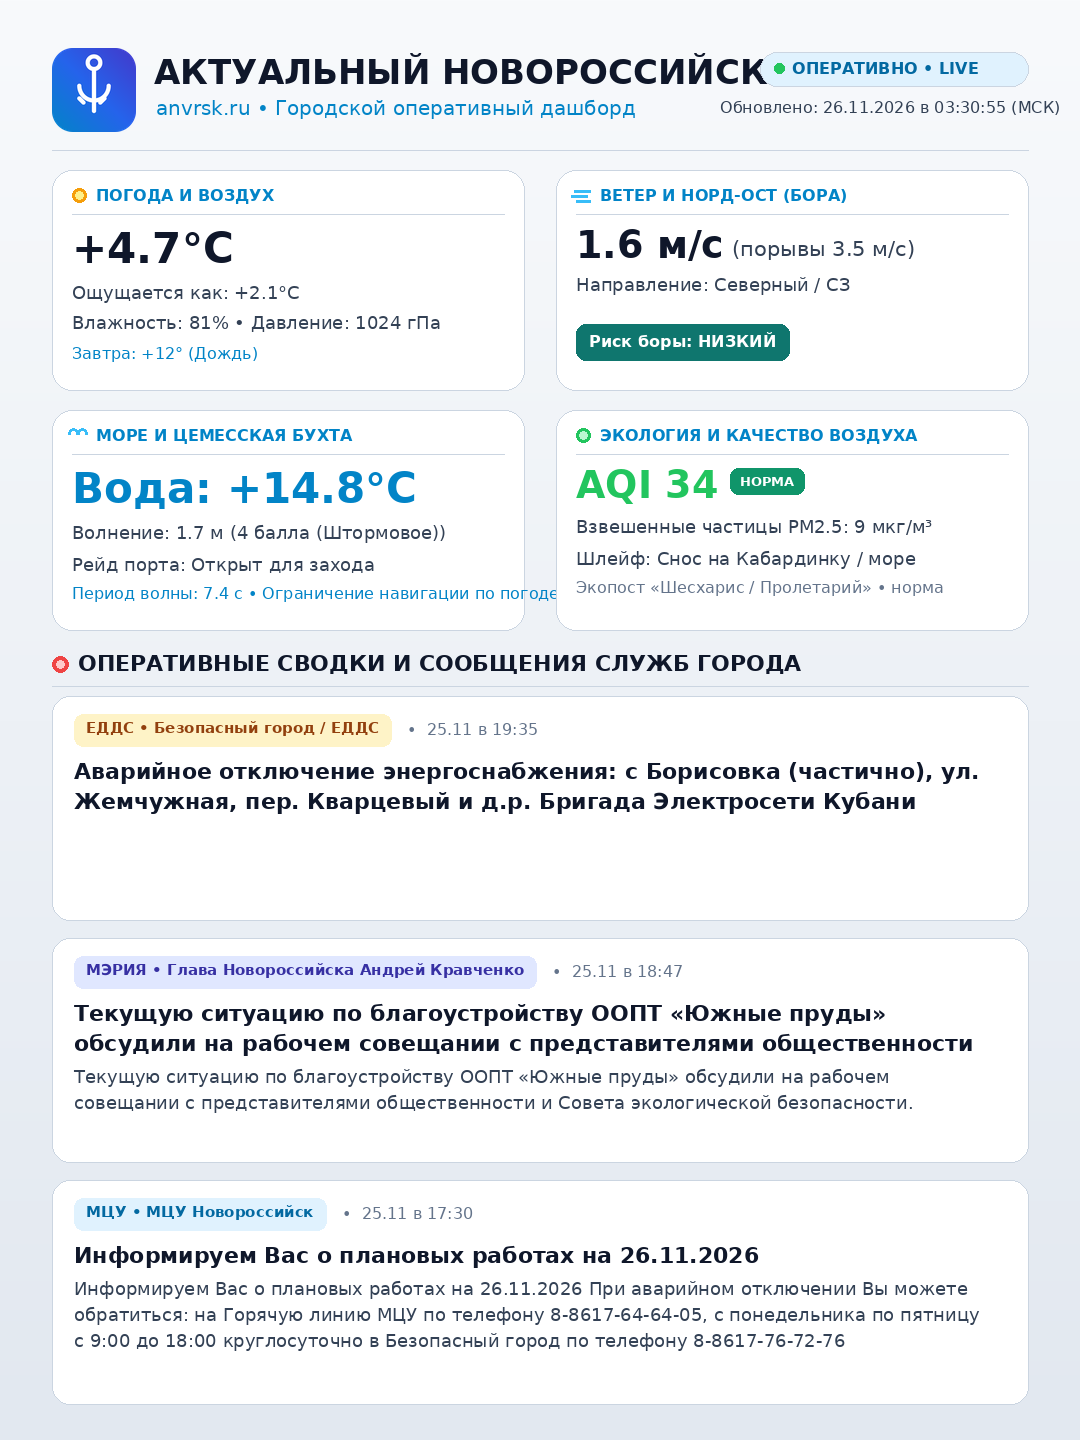 АКТУАЛЬНЫЙ НОВОРОССИЙСК
ОПЕРАТИВНО • LIVE
anvrsk.ru • Городской оперативный дашборд
Обновлено: 26.11.2026 в 03:30:55 (МСК)
ПОГОДА И ВОЗДУХ
+4.7°C
Ощущается как: +2.1°C
Влажность: 81% • Давление: 1024 гПа
Завтра: +12° (Дождь)
ВЕТЕР И НОРД-ОСТ (БОРА)
1.6 м/с (порывы 3.5 м/с)
Направление: Северный / СЗ
Риск боры: НИЗКИЙ
МОРЕ И ЦЕМЕССКАЯ БУХТА
Вода: +14.8°C
Волнение: 1.7 м (4 балла (Штормовое))
Рейд порта: Открыт для захода
Период волны: 7.4 с • Ограничение навигации по погоде
ЭКОЛОГИЯ И КАЧЕСТВО ВОЗДУХА
AQI 34 НОРМА
Взвешенные частицы PM2.5: 9 мкг/м³
Шлейф: Снос на Кабардинку / море
Экопост «Шесхарис / Пролетарий» • норма
ОПЕРАТИВНЫЕ СВОДКИ И СООБЩЕНИЯ СЛУЖБ ГОРОДА
ЕДДС • Безопасный город / ЕДДС • 25.11 в 19:35
Аварийное отключение энергоснабжения: с Борисовка (частично), ул.
Жемчужная, пер. Кварцевый и д.р. Бригада Электросети Кубани
МЭРИЯ • Глава Новороссийска Андрей Кравченко • 25.11 в 18:47
Текущую ситуацию по благоустройству ООПТ «Южные пруды»
обсудили на рабочем совещании с представителями общественности
Текущую ситуацию по благоустройству ООПТ «Южные пруды» обсудили на рабочем
совещании с представителями общественности и Совета экологической безопасности.
МЦУ • МЦУ Новороссийск • 25.11 в 17:30
Информируем Вас о плановых работах на 26.11.2026
Информируем Вас о плановых работах на 26.11.2026 При аварийном отключении Вы можете
обратиться: на Горячую линию МЦУ по телефону 8-8617-64-64-05, с понедельника по пятницу
с 9:00 до 18:00 круглосуточно в Безопасный город по телефону 8-8617-76-72-76